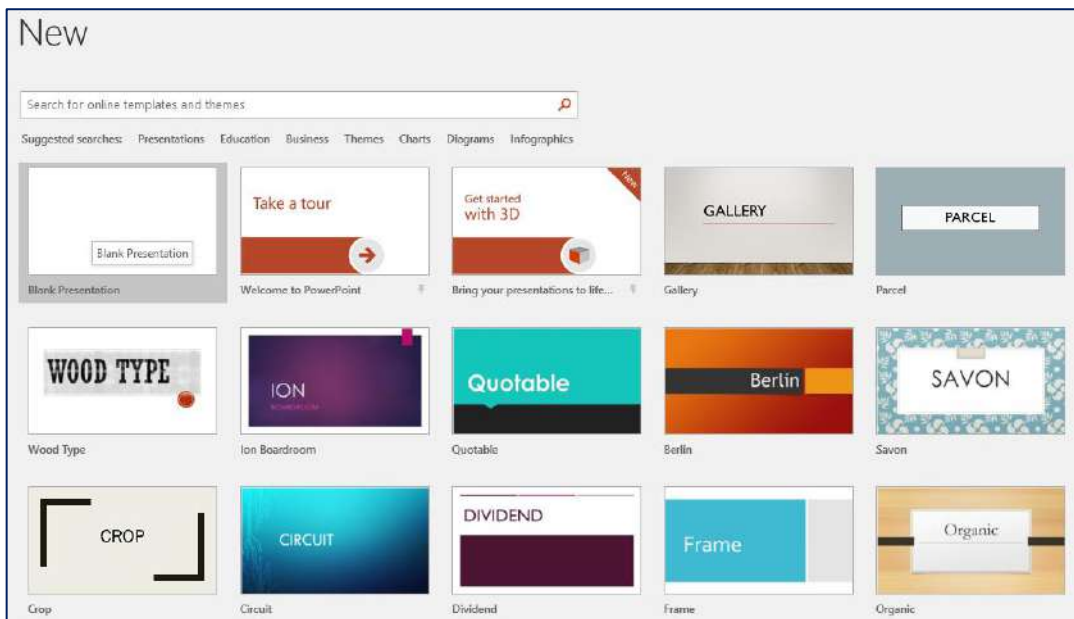 New
Search for online templates and themes
Suggested searches: Presentations Education Business Themes Charts Diagrams Infographics
Blank Presentation
Blank Presentation
Take a tour
Welcome to PowerPoint
New
Get started
with 3D
Bring your presentations to life...
GALLERY
Gallery
PARCEL
Parcel
WOOD TYPE
Wood Type
ION
BOARDROOM
Ion Boardroom
Quotable
Quotable
Berlin
Berlin
SAVON
Savon
CROP
Crop
CIRCUIT
Circuit
DIVIDEND
Dividend
Frame
Frame
Organic
Organic